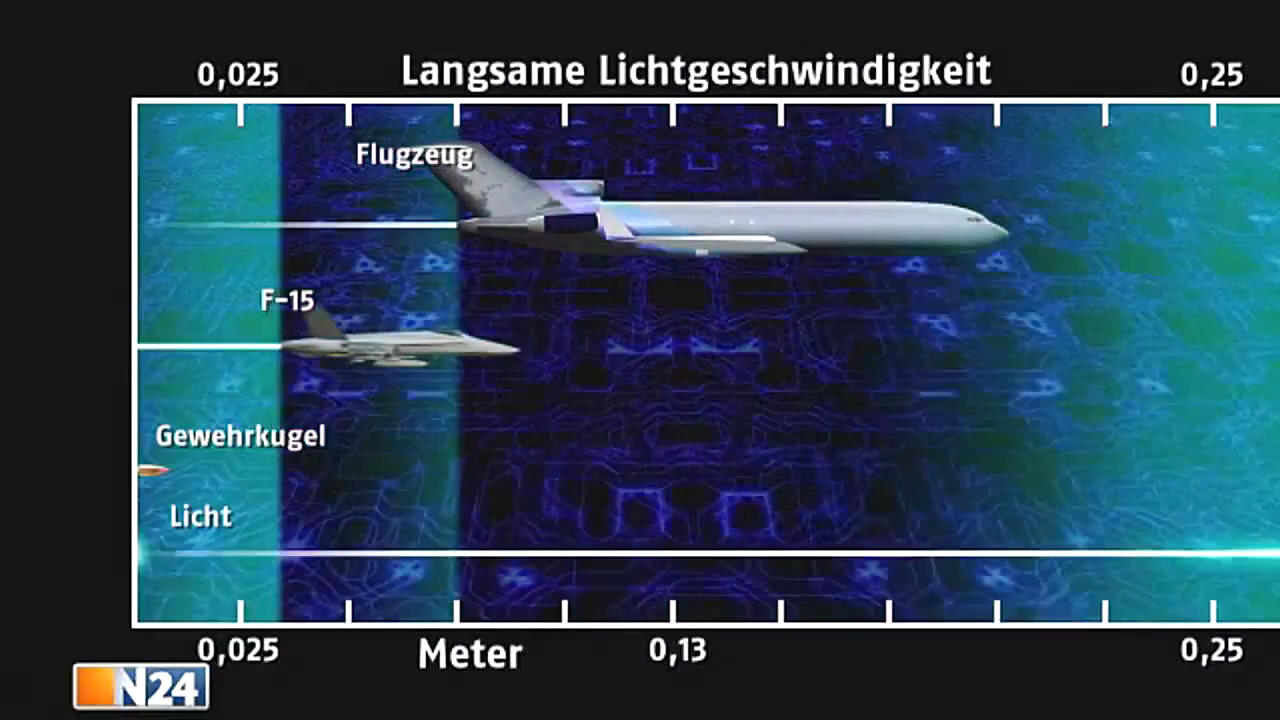 0,025 Langsame Lichtgeschwindigkeit 0,25
Flugzeug
F-15
Gewehrkugel
Licht
0,025 Meter 0,13 0,25
N24